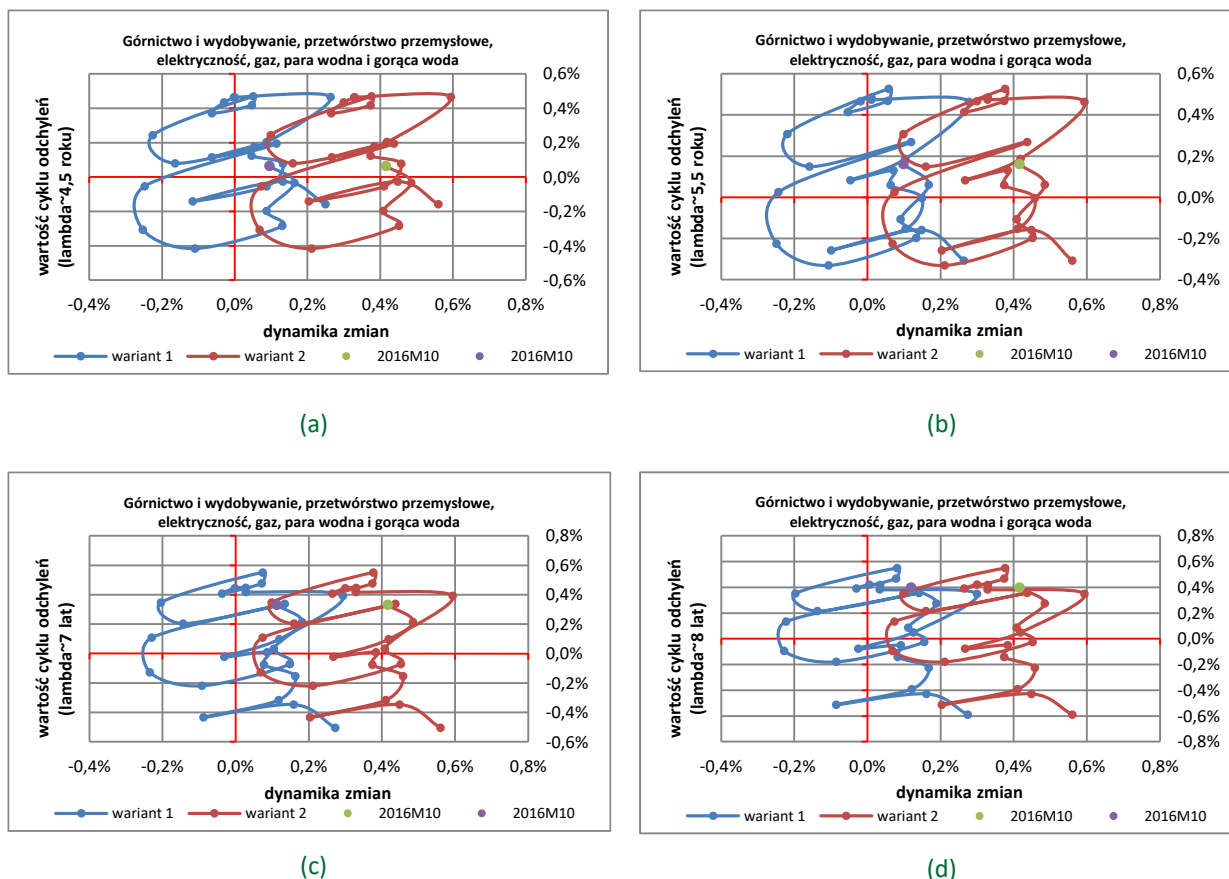 Górnictwo i wydobywanie, przetwórstwo przemysłowe,
elektryczność, gaz, para wodna i gorąca woda
wartość cyklu odchyleń
(lambda~4,5 roku)
0,6%
0,4%
0,2%
0,0%
-0,2%
-0,4%
-0,6%
-0,4% -0,2% 0,0% 0,2% 0,4% 0,6% 0,8%
dynamika zmian
wariant 1 wariant 2 2016M10 2016M10
(a)
Górnictwo i wydobywanie, przetwórstwo przemysłowe,
elektryczność, gaz, para wodna i gorąca woda
wartość cyklu odchyleń
(lambda~5,5 roku)
0,6%
0,4%
0,2%
0,0%
-0,2%
-0,4%
-0,4% -0,2% 0,0% 0,2% 0,4% 0,6% 0,8%
dynamika zmian
wariant 1 wariant 2 2016M10 2016M10
(b)
Górnictwo i wydobywanie, przetwórstwo przemysłowe,
elektryczność, gaz, para wodna i gorąca woda
wartość cyklu odchyleń
(lambda~7 lat)
0,8%
0,6%
0,4%
0,2%
0,0%
-0,2%
-0,4%
-0,6%
-0,4% -0,2% 0,0% 0,2% 0,4% 0,6% 0,8%
dynamika zmian
wariant 1 wariant 2 2016M10 2016M10
(c)
Górnictwo i wydobywanie, przetwórstwo przemysłowe,
elektryczność, gaz, para wodna i gorąca woda
wartość cyklu odchyleń
(lambda~8 lat)
0,8%
0,6%
0,4%
0,2%
0,0%
-0,2%
-0,4%
-0,6%
-0,8%
-0,4% -0,2% 0,0% 0,2% 0,4% 0,6% 0,8%
dynamika zmian
wariant 1 wariant 2 2016M10 2016M10
(d)